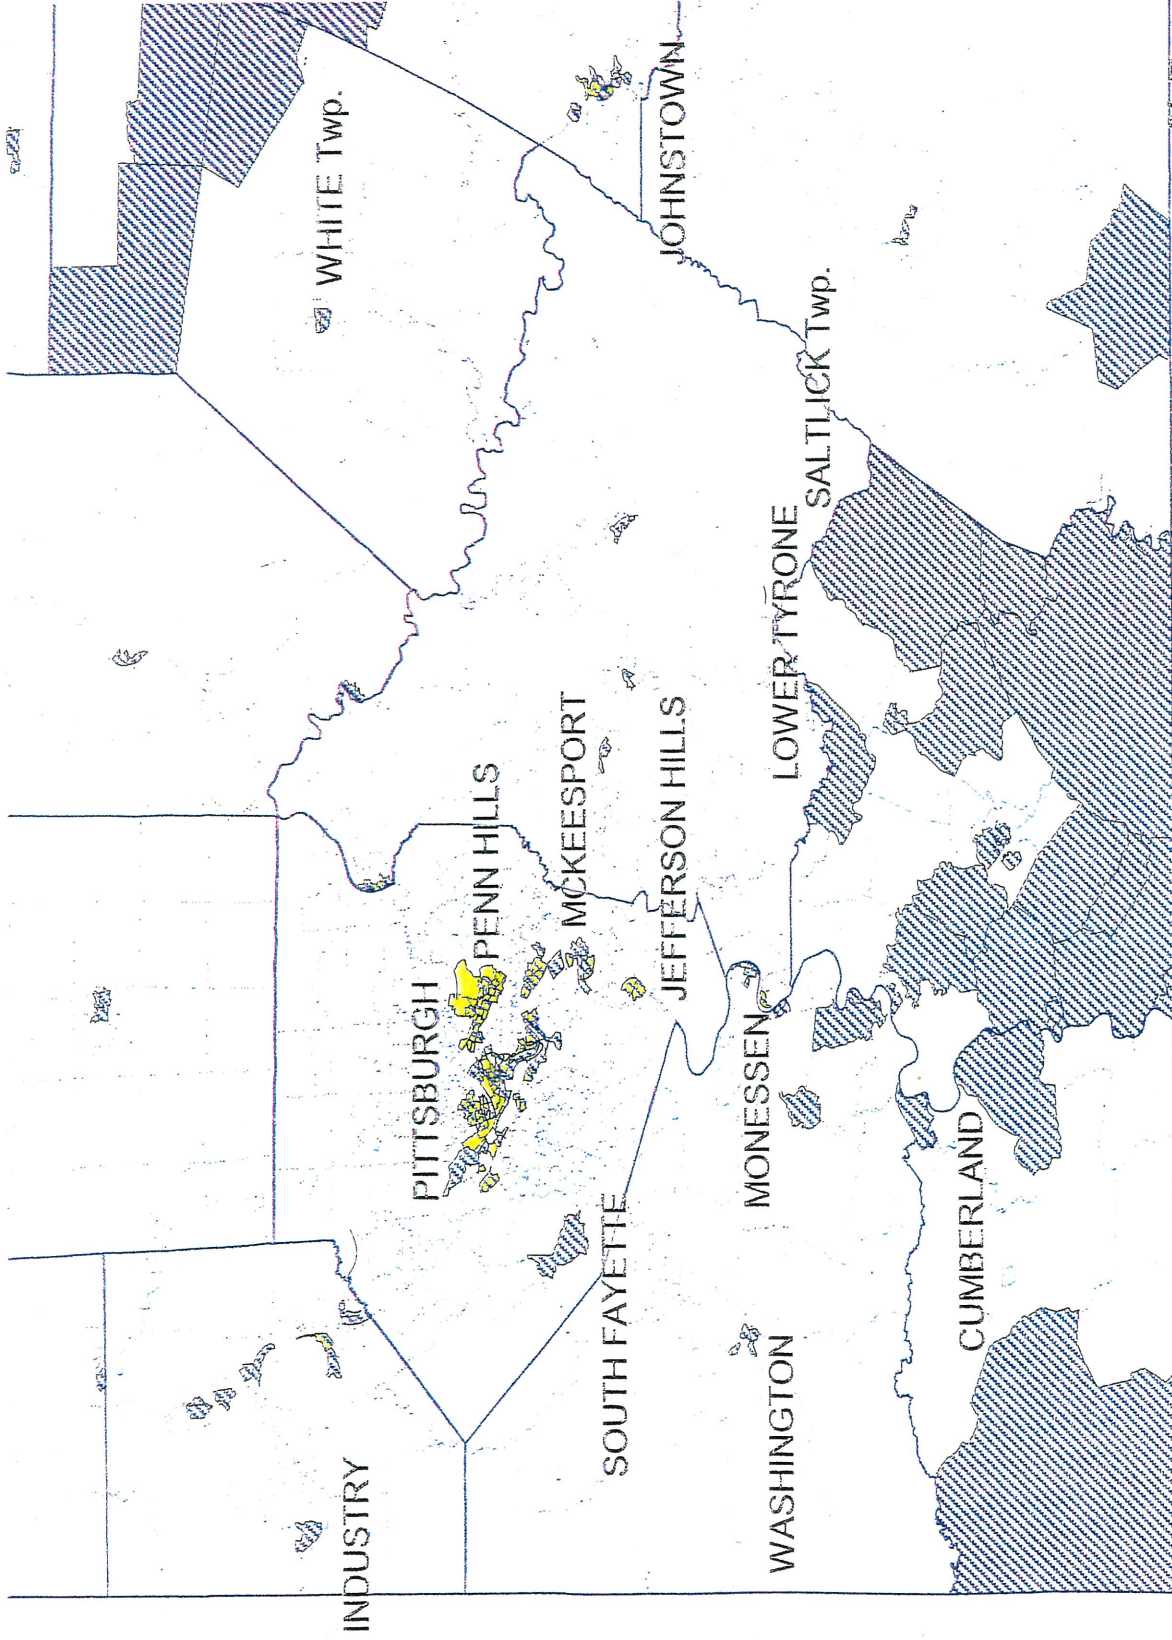 WHITE Twp.
JOHNSTOWN
INDUSTRY
PITTSBURGH
PENN HILLS
MCKEESPORT
SOUTH FAYETTE
JEFFERSON HILLS
SALTLICK Twp.
LOWER TYRONE
MONESSEN
WASHINGTON
CUMBERLAND